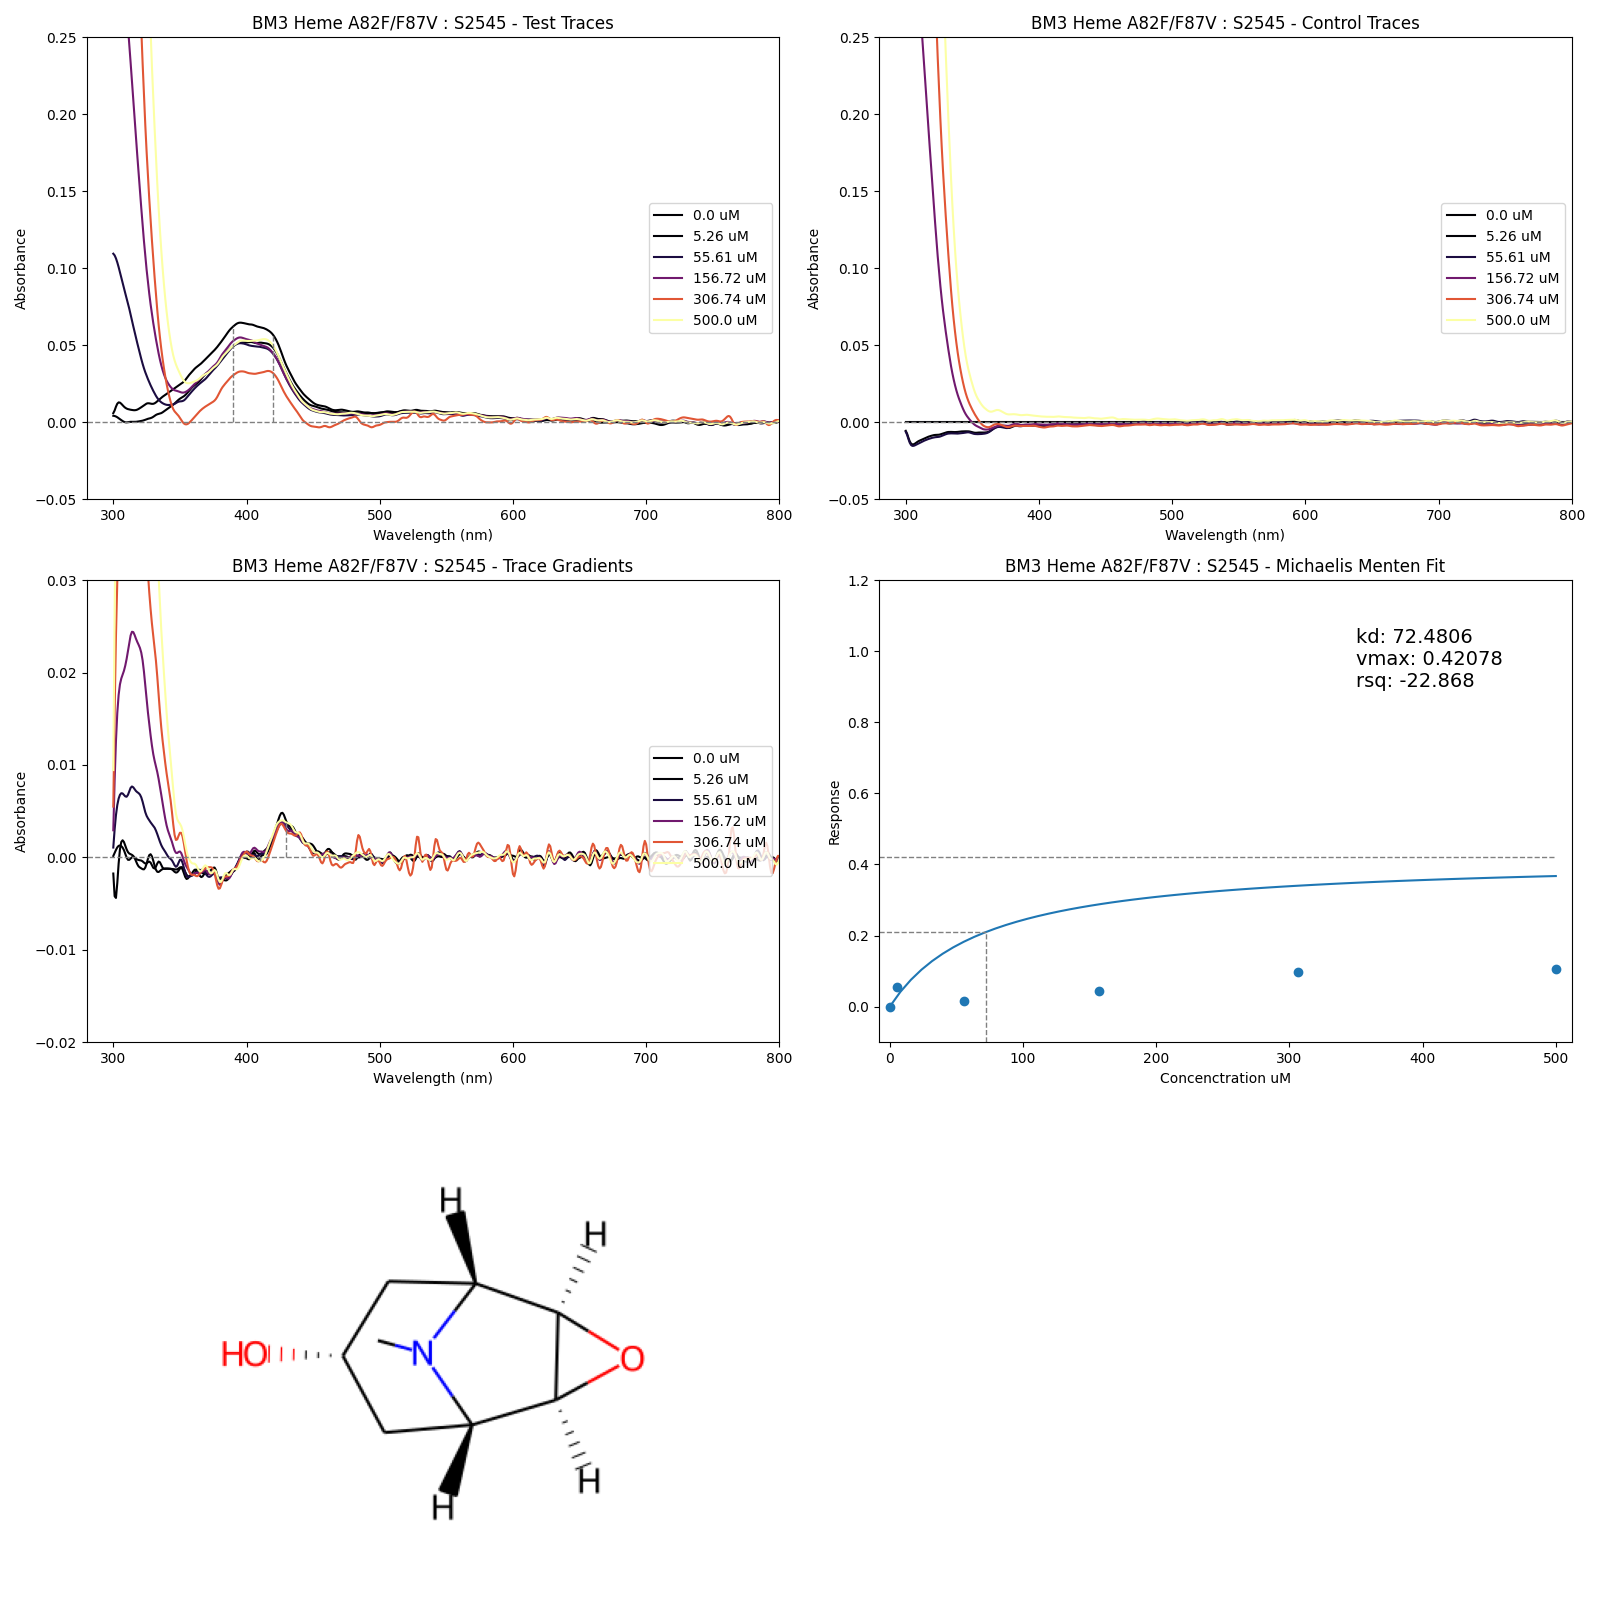 BM3 Heme A82F/F87V : S2545 - Test Traces
0.25
0.20
0.15
0.10
0.05
0.00
−0.05
Absorbance
300 400 500 600 700 800
Wavelength (nm)
0.0 uM
5.26 uM
55.61 uM
156.72 uM
306.74 uM
500.0 uM
BM3 Heme A82F/F87V : S2545 - Control Traces
0.25
0.20
0.15
0.10
0.05
0.00
−0.05
Absorbance
300 400 500 600 700 800
Wavelength (nm)
0.0 uM
5.26 uM
55.61 uM
156.72 uM
306.74 uM
500.0 uM
BM3 Heme A82F/F87V : S2545 - Trace Gradients
0.03
0.02
0.01
0.00
−0.01
−0.02
Absorbance
300 400 500 600 700 800
Wavelength (nm)
0.0 uM
5.26 uM
55.61 uM
156.72 uM
306.74 uM
500.0 uM
BM3 Heme A82F/F87V : S2545 - Michaelis Menten Fit
1.2
1.0
0.8
0.6
0.4
0.2
0.0
Response
0 100 200 300 400 500
Concenctration uM
kd: 72.4806
vmax: 0.42078
rsq: -22.868
H
H
HO
N
O
H
H